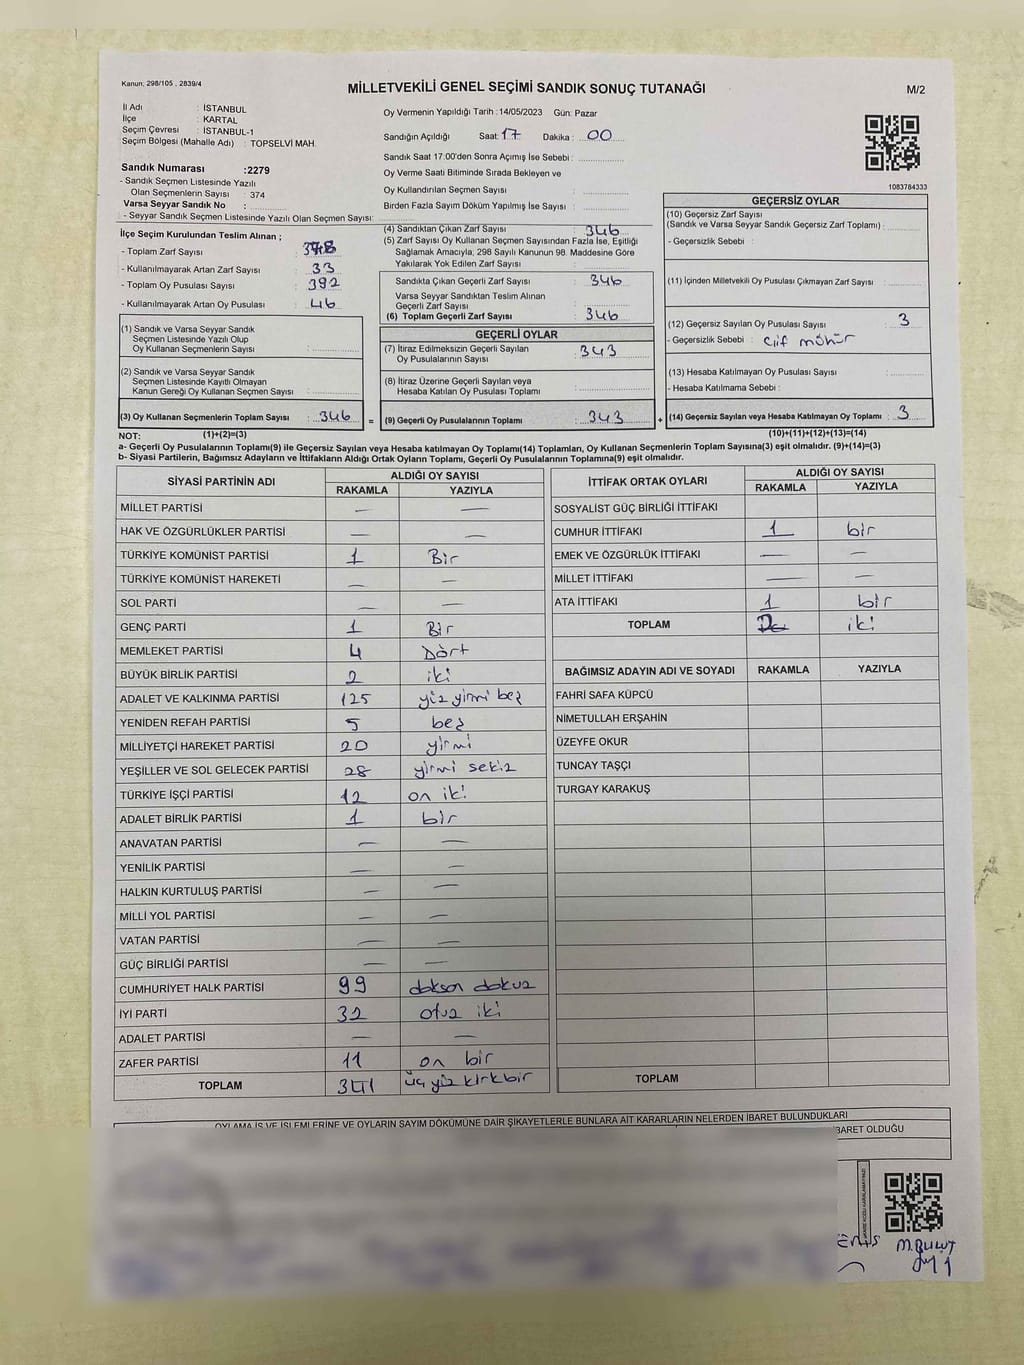 Kanun: 298/105 , 2839/4
MİLLETVEKİLİ GENEL SEÇİMİ SANDIK SONUÇ TUTANAĞI
M/2
İl Adı : İSTANBUL
İlçe : KARTAL
Seçim Çevresi : İSTANBUL-1
Seçim Bölgesi (Mahalle Adı) : TOPSELVİ MAH.
Sandık Numarası :2279
- Sandık Seçmen Listesinde Yazılı
Olan Seçmenlerin Sayısı : 374
Varsa Seyyar Sandık No :
- Seyyar Sandık Seçmen Listesinde Yazılı Olan Seçmen Sayısı:
Oy Vermenin Yapıldığı Tarih : 14/05/2023 Gün: Pazar
Sandığın Açıldığı Saat: 17 Dakika : 00
Sandık Saat 17:00'den Sonra Açılmış İse Sebebi :
Oy Verme Saati Bitiminde Sırada Bekleyen ve
Oy Kullandırılan Seçmen Sayısı :
Birden Fazla Sayım Döküm Yapılmış İse Sayısı :
1083784333
İlçe Seçim Kurulundan Teslim Alınan ;
- Toplam Zarf Sayısı
- Kullanılmayarak Artan Zarf Sayısı : 33
- Toplam Oy Pusulası Sayısı : 392
- Kullanılmayarak Artan Oy Pusulası : 46
(1) Sandık ve Varsa Seyyar Sandık
Seçmen Listesinde Yazılı Olup
Oy Kullanan Seçmenlerin Sayısı :
(2) Sandık ve Varsa Seyyar Sandık
Seçmen Listesinde Kayıtlı Olmayan
Kanun Gereği Oy Kullanan Seçmen Sayısı :
(3) Oy Kullanan Seçmenlerin Toplam Sayısı : 346 =
(1)+(2)=(3)
(4) Sandıktan Çıkan Zarf Sayısı : 346
(5) Zarf Sayısı Oy Kullanan Seçmen Sayısından Fazla İse, Eşitliği
Sağlamak Amacıyla; 298 Sayılı Kanunun 98. Maddesine Göre
Yakılarak Yok Edilen Zarf Sayısı :
Sandıkta Çıkan Geçerli Zarf Sayısı : 346
Varsa Seyyar Sandıktan Teslim Alınan
Geçerli Zarf Sayısı :
(6) Toplam Geçerli Zarf Sayısı : 346
GEÇERLİ OYLAR
(7) İtiraz Edilmeksizin Geçerli Sayılan
Oy Pusulalarının Sayısı : 343
(8) İtiraz Üzerine Geçerli Sayılan veya
Hesaba Katılan Oy Pusulası Toplamı :
(9) Geçerli Oy Pusulalarının Toplamı : 343 +
GEÇERSİZ OYLAR
(10) Geçersiz Zarf Sayısı
(Sandık ve Varsa Seyyar Sandık Geçersiz Zarf Toplamı) :
- Geçersizlik Sebebi :
(11) İçinden Milletvekili Oy Pusulası Çıkmayan Zarf Sayısı :
(12) Geçersiz Sayılan Oy Pusulası Sayısı : 3
- Geçersizlik Sebebi : Çift mühür
(13) Hesaba Katılmayan Oy Pusulası Sayısı :
- Hesaba Katılmama Sebebi :
(14) Geçersiz Sayılan veya Hesaba Katılmayan Oy Toplamı : 3
(10)+(11)+(12)+(13)=(14)
NOT:
a- Geçerli Oy Pusulalarının Toplamı(9) ile Geçersiz Sayılan veya Hesaba katılmayan Oy Toplamı(14) Toplamları, Oy Kullanan Seçmenlerin Toplam Sayısına(3) eşit olmalıdır. (9)+(14)=(3)
b- Siyasi Partilerin, Bağımsız Adayların ve İttifakların Aldığı Ortak Oyların Toplamı, Geçerli Oy Pusulalarının Toplamına(9) eşit olmalıdır.
SİYASİ PARTİNİN ADI ALDIĞI OY SAYISI
RAKAMLA YAZIYLA
MİLLET PARTİSİ — —
HAK VE ÖZGÜRLÜKLER PARTİSİ — —
TÜRKİYE KOMÜNİST PARTİSİ 1 Bir
TÜRKİYE KOMÜNİST HAREKETİ — —
SOL PARTİ — —
GENÇ PARTİ 1 Bir
MEMLEKET PARTİSİ 4 Dört
BÜYÜK BİRLİK PARTİSİ 2 iki
ADALET VE KALKINMA PARTİSİ 125 yüz yirmi beş
YENİDEN REFAH PARTİSİ 5 beş
MİLLİYETÇİ HAREKET PARTİSİ 20 yirmi
YEŞİLLER VE SOL GELECEK PARTİSİ 28 yirmi sekiz
TÜRKİYE İŞÇİ PARTİSİ 12 on iki
ADALET BİRLİK PARTİSİ 1 bir
ANAVATAN PARTİSİ — —
YENİLİK PARTİSİ — —
HALKIN KURTULUŞ PARTİSİ — —
MİLLİ YOL PARTİSİ — —
VATAN PARTİSİ — —
GÜÇ BİRLİĞİ PARTİSİ — —
CUMHURİYET HALK PARTİSİ 99 doksan dokuz
İYİ PARTİ 32 otuz iki
ADALET PARTİSİ — —
ZAFER PARTİSİ 11 on bir
TOPLAM 341 üç yüz kırk bir
İTTİFAK ORTAK OYLARI ALDIĞI OY SAYISI
RAKAMLA YAZIYLA
SOSYALİST GÜÇ BİRLİĞİ İTTİFAKI
CUMHUR İTTİFAKI 1 bir
EMEK VE ÖZGÜRLÜK İTTİFAKI — —
MİLLET İTTİFAKI — —
ATA İTTİFAKI 1 bir
TOPLAM 2 iki
BAĞIMSIZ ADAYIN ADI VE SOYADI RAKAMLA YAZIYLA
FAHRİ SAFA KÜPCÜ
NİMETULLAH ERŞAHİN
ÜZEYFE OKUR
TUNCAY TAŞÇI
TURGAY KARAKUŞ
TOPLAM
OYLAMA İŞ VE İŞLEMLERİNE VE OYLARIN SAYIM DÖKÜMÜNE DAİR ŞİKAYETLERLE BUNLARA AİT KARARLARIN NELERDEN İBARET BULUNDUKLARI
BARET OLDUĞU
M. BULUT